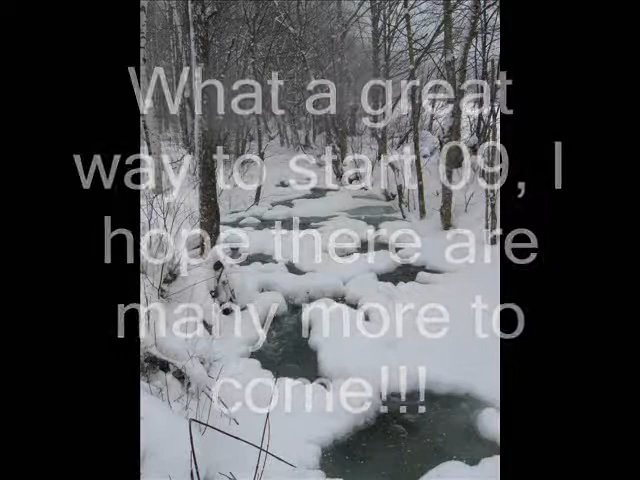 What a great
way to start 09, I
hope there are
many more to
come!!!